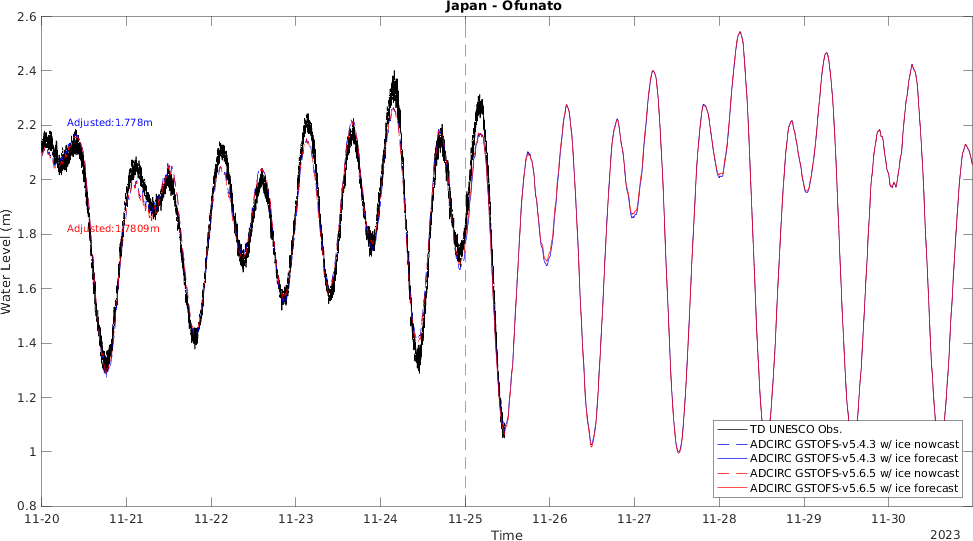 Japan - Ofunato
2.6
2.4
2.2
2
1.8
1.6
1.4
1.2
1
0.8
Water Level (m)
Adjusted:1.778m
Adjusted:1.7809m
TD UNESCO Obs.
ADCIRC GSTOFS-v5.4.3 w/ ice nowcast
ADCIRC GSTOFS-v5.4.3 w/ ice forecast
ADCIRC GSTOFS-v5.6.5 w/ ice nowcast
ADCIRC GSTOFS-v5.6.5 w/ ice forecast
11-20 11-21 11-22 11-23 11-24 11-25 11-26 11-27 11-28 11-29 11-30
Time
2023